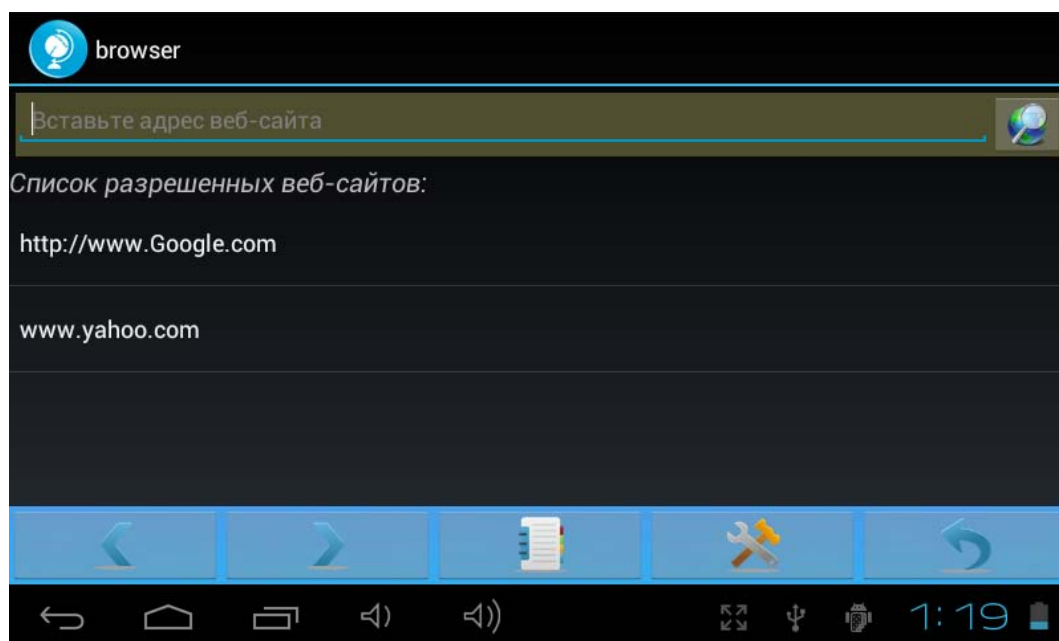 browser
Вставьте адрес веб-сайта
Список разрешенных веб-сайтов:
http://www.Google.com
www.yahoo.com
1:19